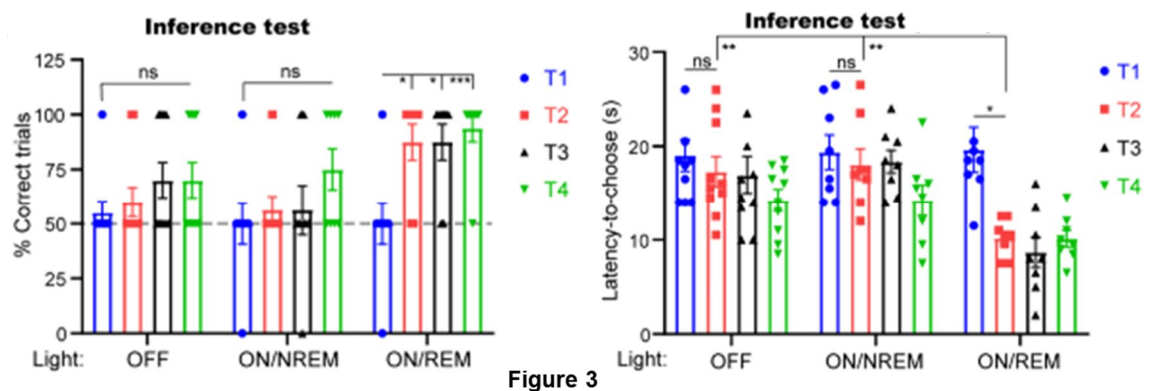 Inference test
% Correct trials
125
100
75
50
25
0
ns
ns
*
*
***
T1
T2
T3
T4
Light: OFF ON/NREM ON/REM
Inference test
Latency-to-choose (s)
30
20
10
0
**
**
ns
ns
*
T1
T2
T3
T4
Light: OFF ON/NREM ON/REM
Figure 3